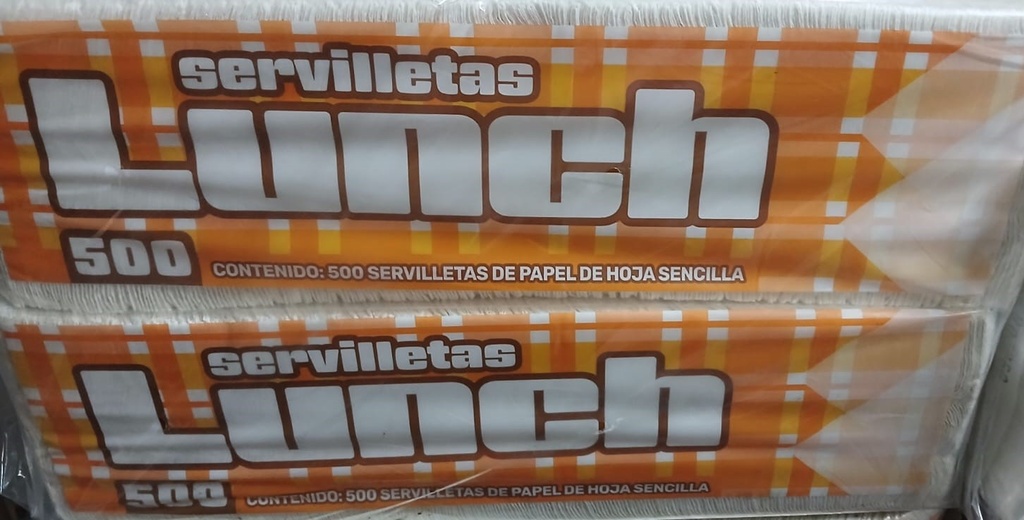 servilletas
Lunch
500
CONTENIDO: 500 SERVILLETAS DE PAPEL DE HOJA SENCILLA
servilletas
Lunch
500
CONTENIDO: 500 SERVILLETAS DE PAPEL DE HOJA SENCILLA